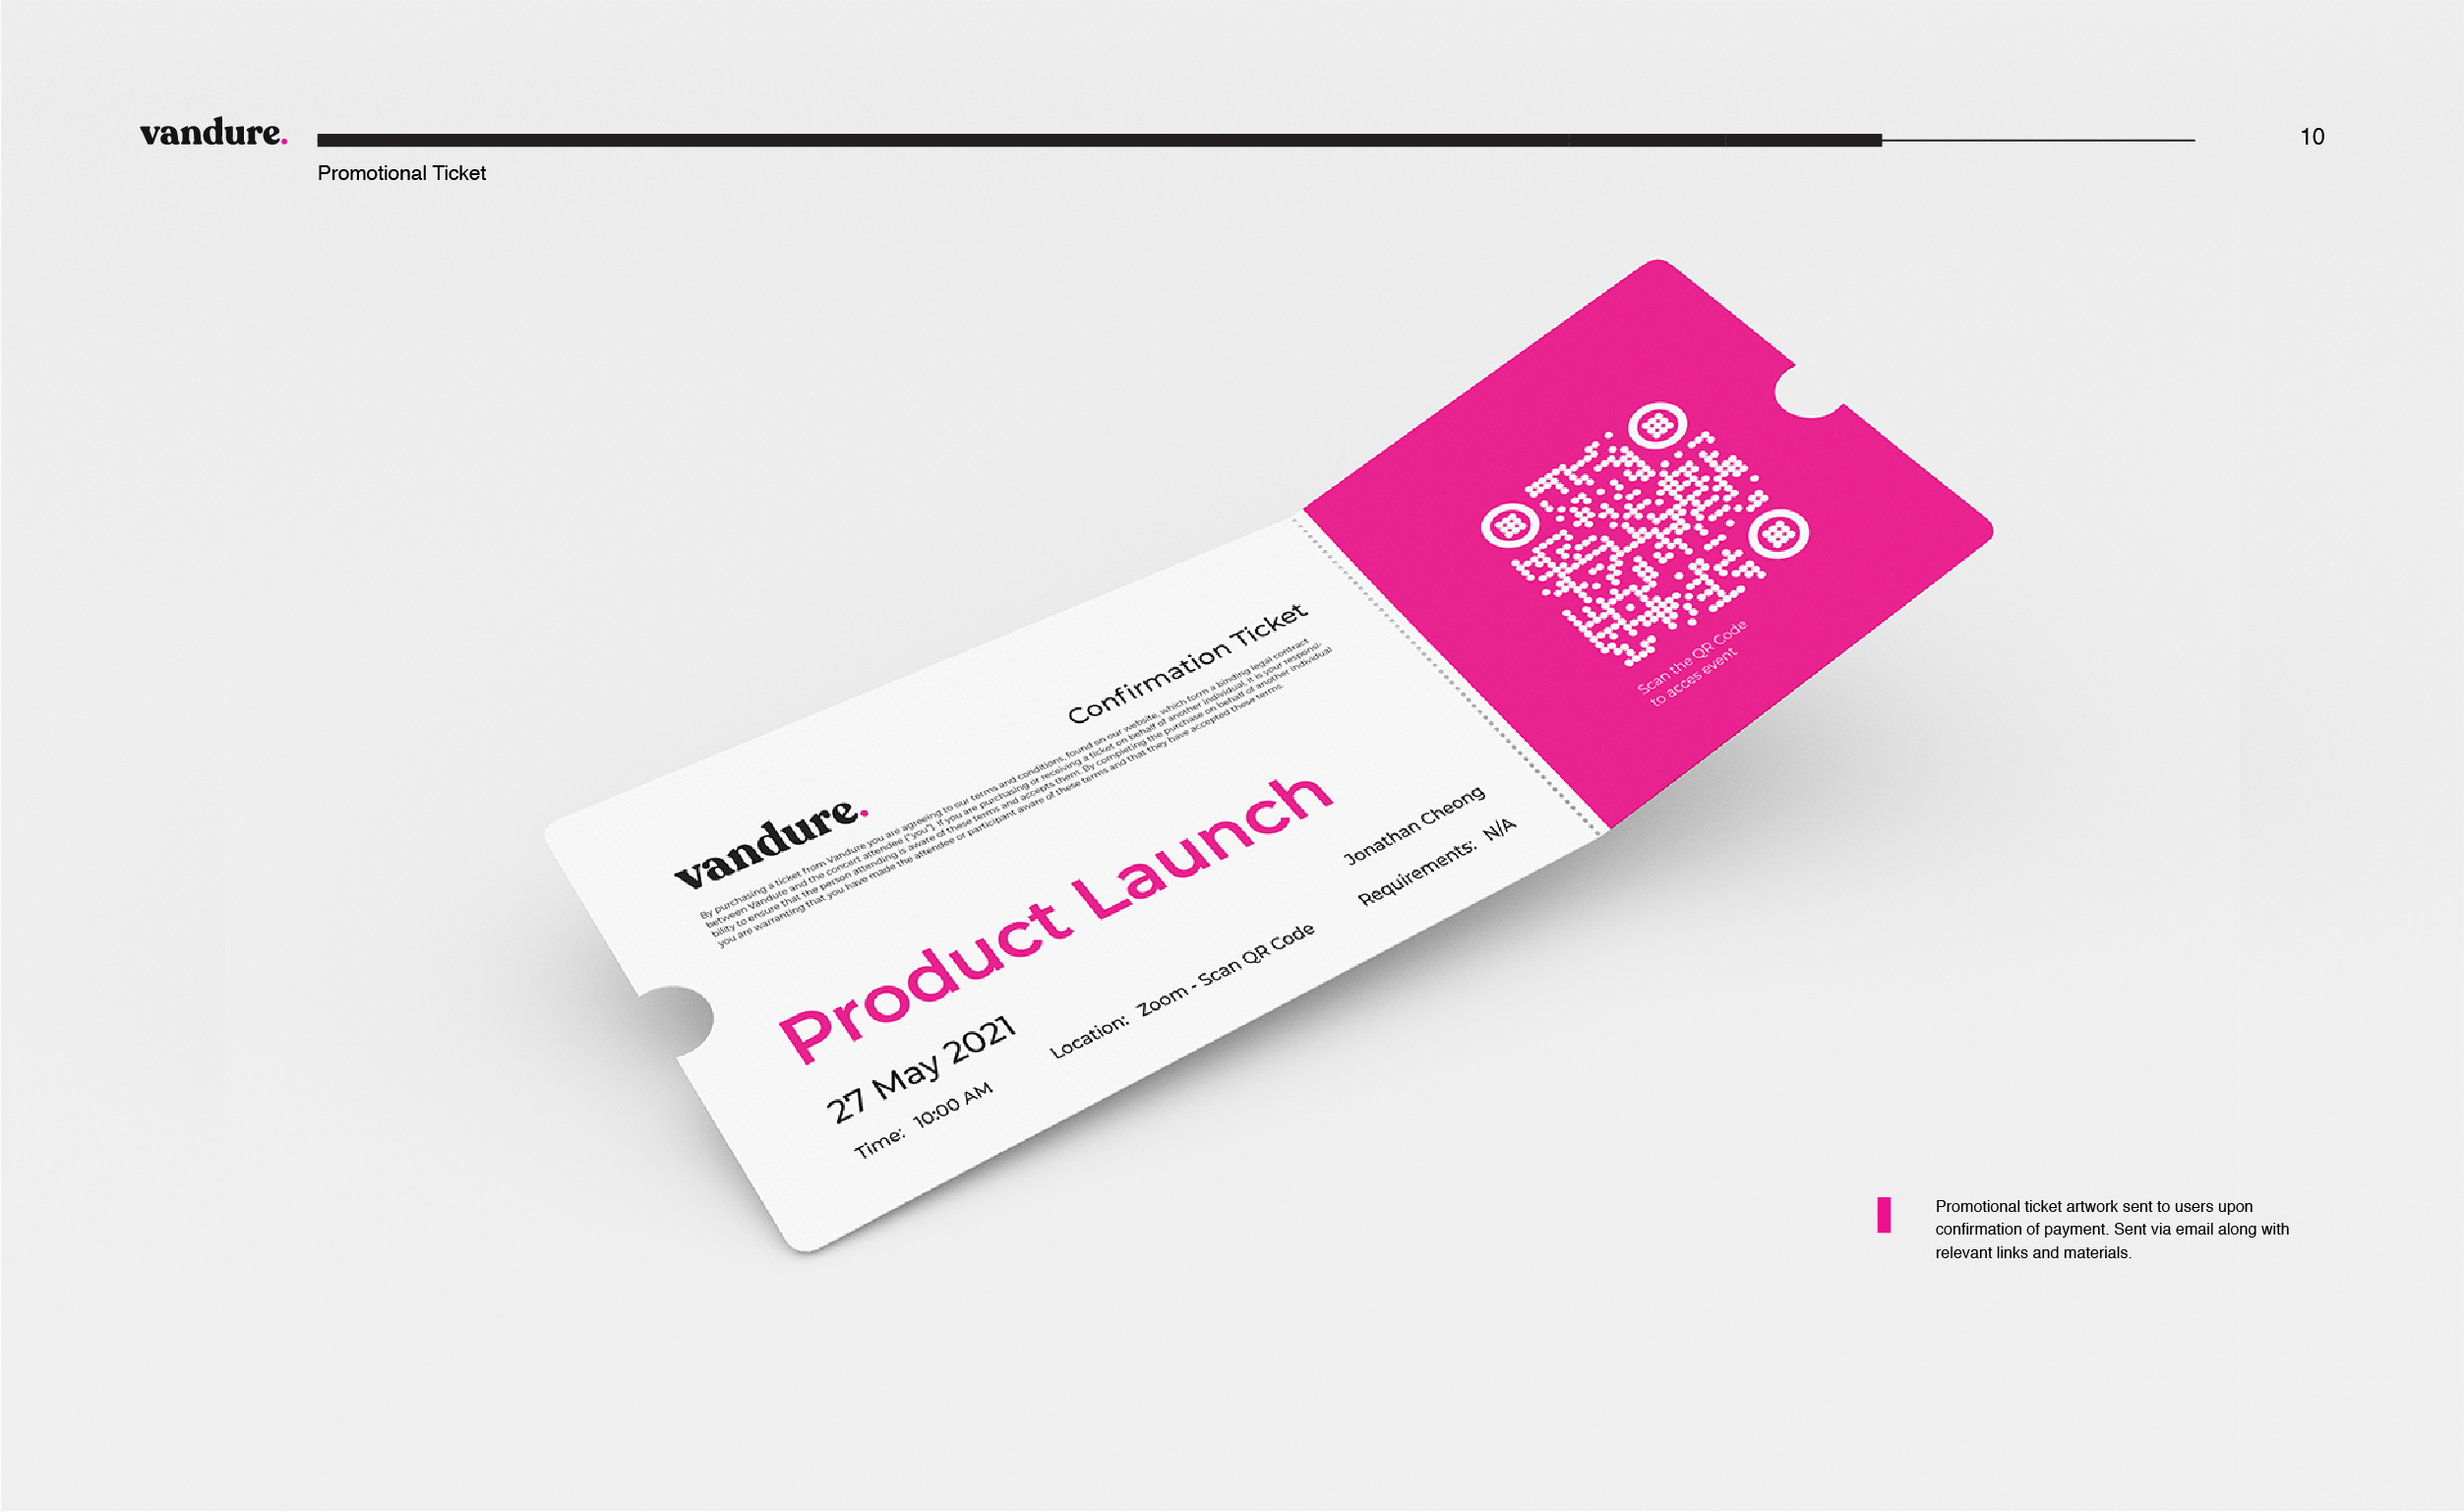 vandure.
10
Promotional Ticket
Confirmation Ticket
vandure.
By purchasing a ticket from Vandure you are agreeing to our terms and conditions, found on our website, which form a binding legal contract
between Vandure and the concert attendee ("you"). If you are purchasing or receiving a ticket on behalf of another individual, it is your responsi-
bility to ensure that the person attending is aware of these terms and accepts them. By completing the purchase on behalf of another individual
you are warranting that you have made the attendee or participant aware of these terms and that they have accepted these terms.
Product Launch
27 May 2021
Time: 10:00 AM
Location: Zoom - Scan QR Code
Jonathan Cheong
Requirements: N/A
Scan the QR Code
to acces event
Promotional ticket artwork sent to users upon
confirmation of payment. Sent via email along with
relevant links and materials.